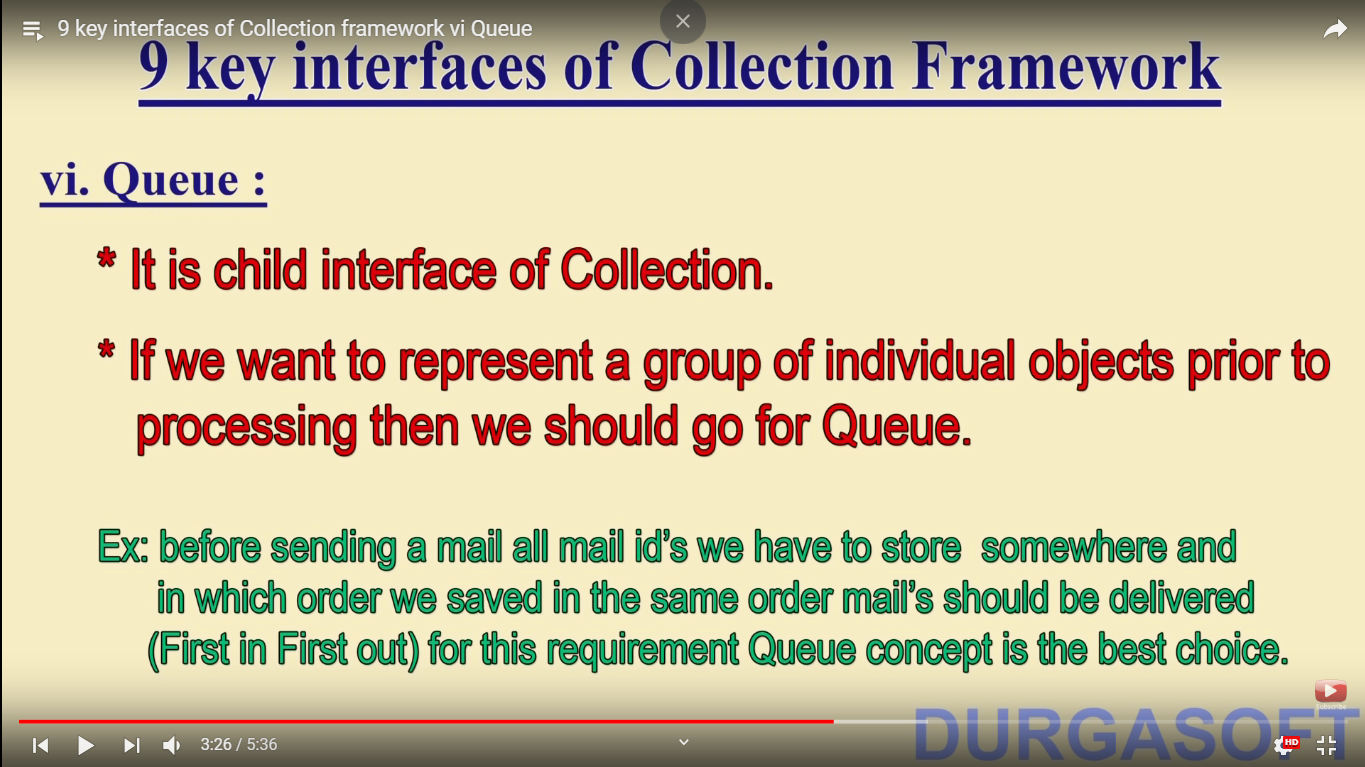 9 key interfaces of Collection framework vi Queue
9 key interfaces of Collection Framework
vi. Queue :
* It is child interface of Collection.
* If we want to represent a group of individual objects prior to
processing then we should go for Queue.
Ex: before sending a mail all mail id's we have to store somewhere and
in which order we saved in the same order mail's should be delivered
(First in First out) for this requirement Queue concept is the best choice.
Subscribe
DURGASOFT
3:26 / 5:36
HD